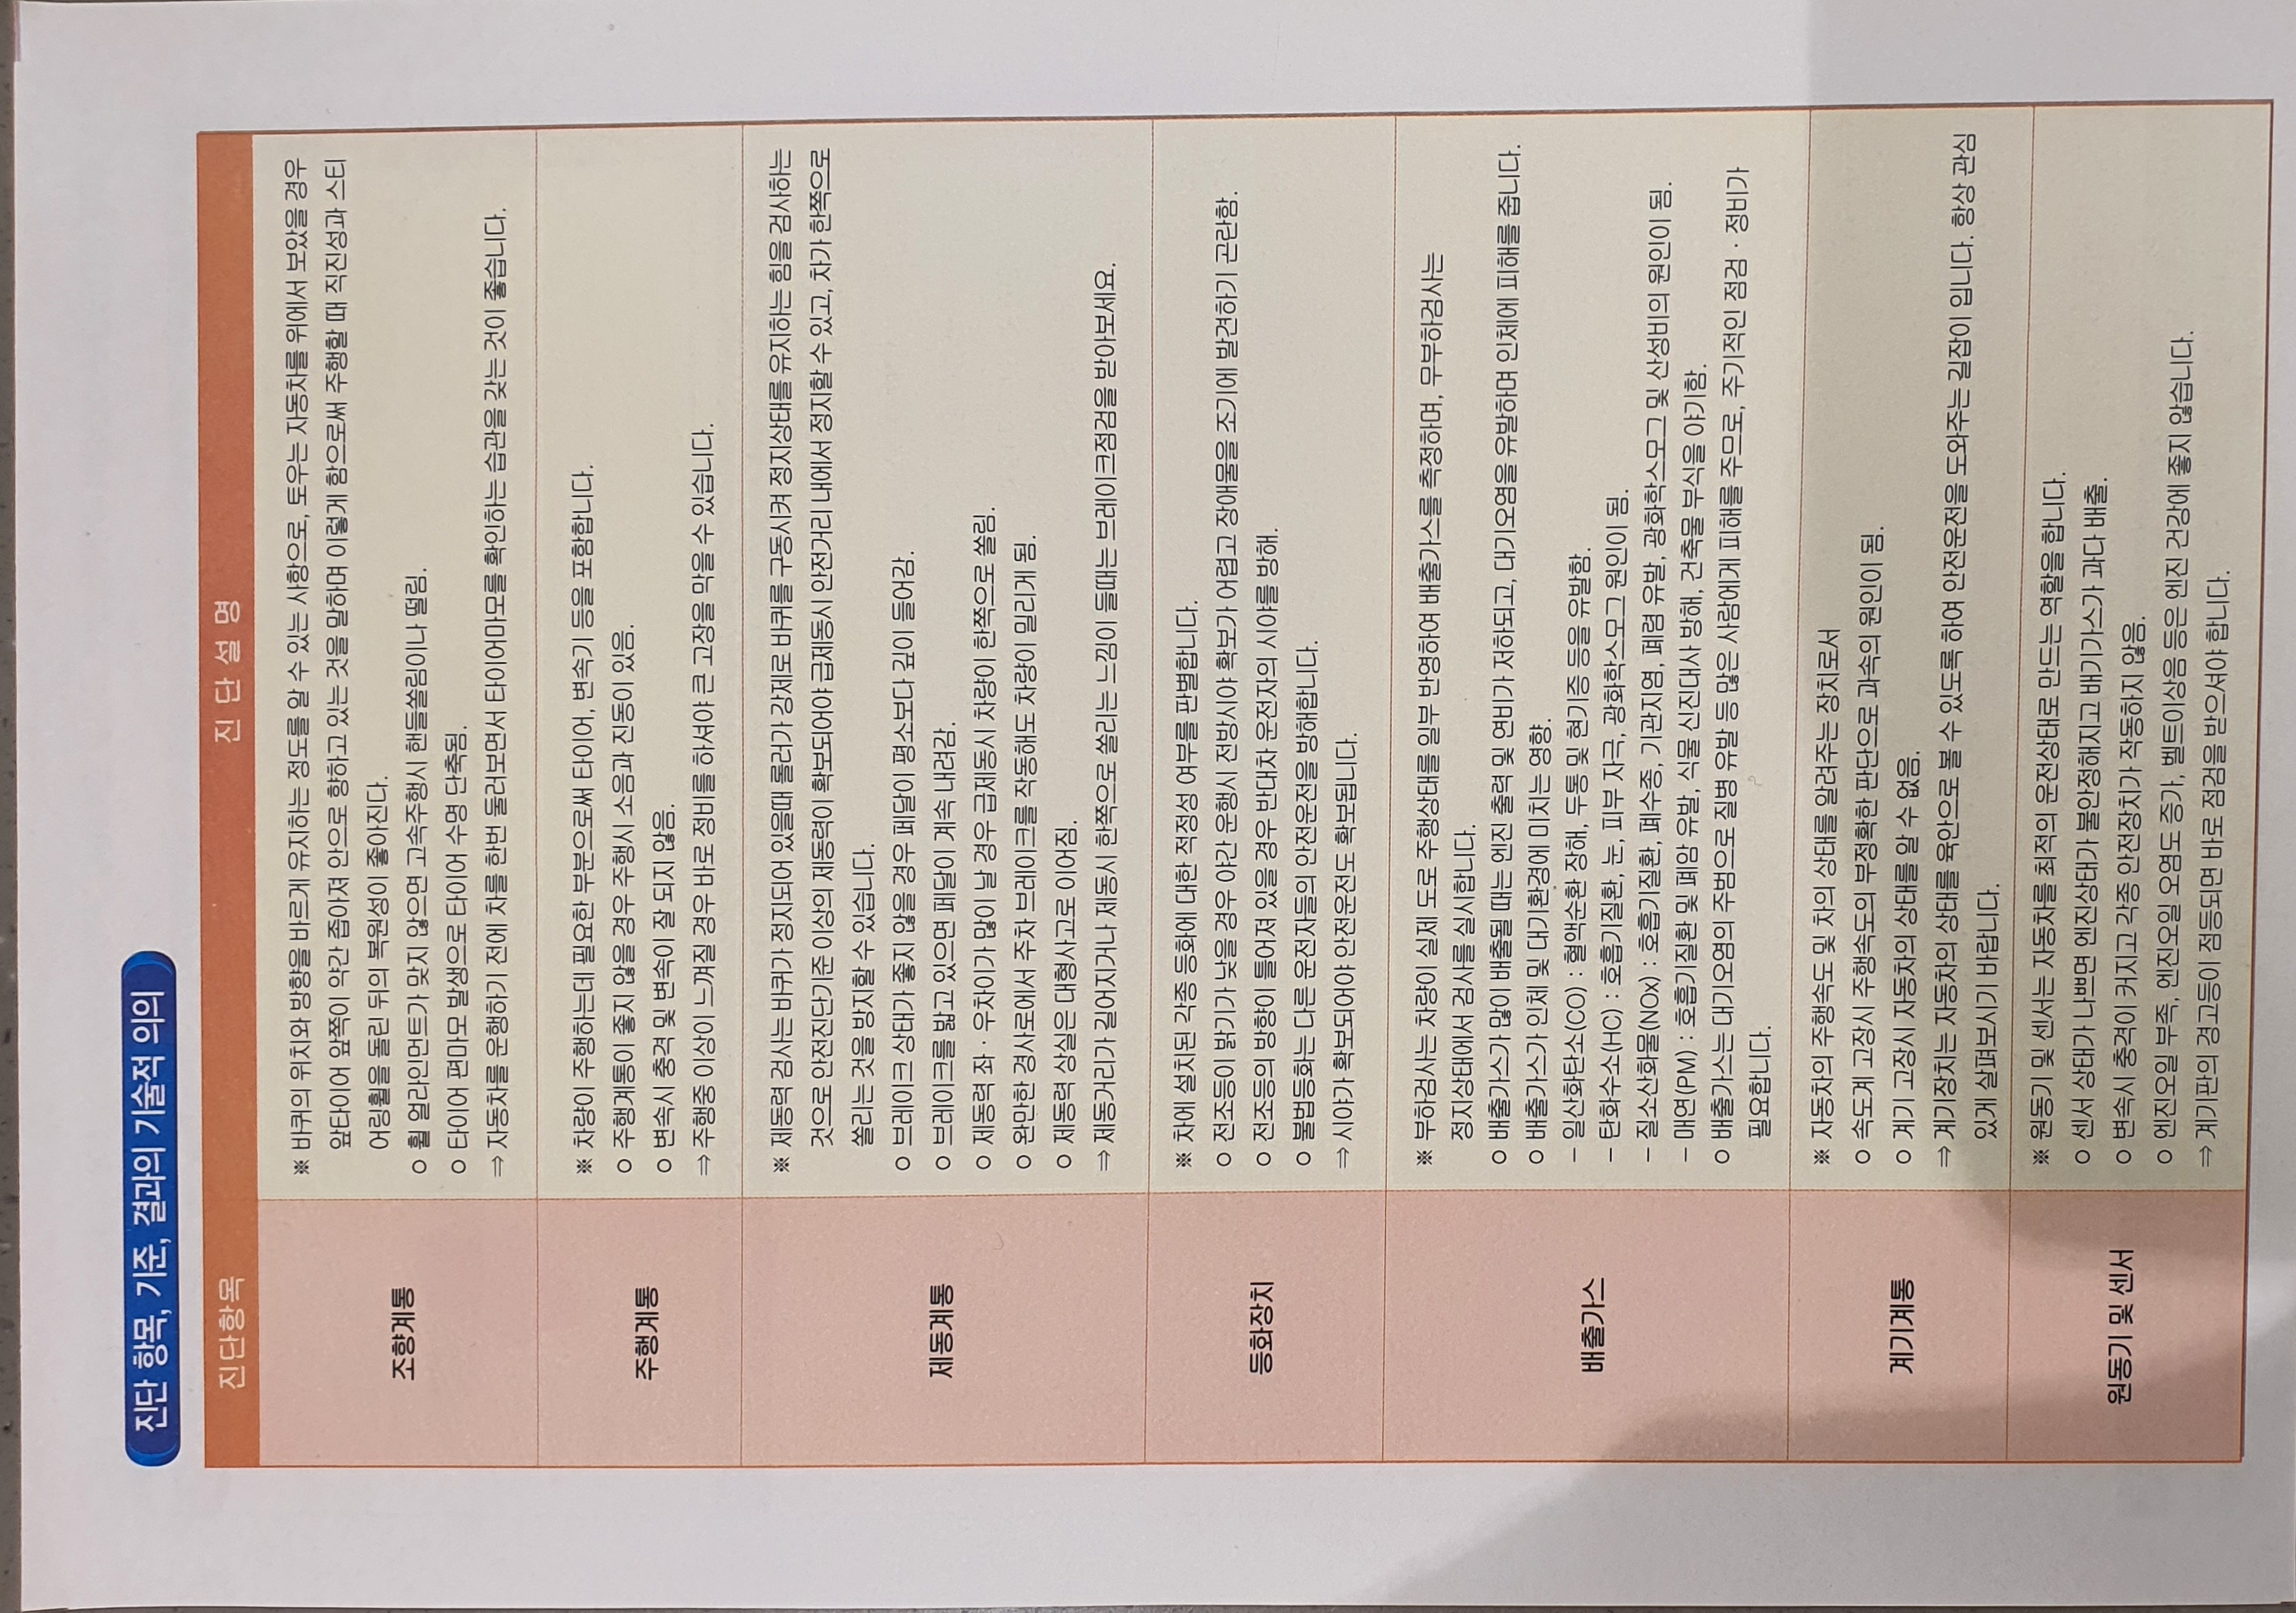 진단 항목, 기준, 결과의 기술적 의의
진단항목
진 단 설 명
조향계통
※ 바퀴의 위치와 방향을 바르게 유지하는 정도를 알 수 있는 사항으로, 토우는 자동차를 위에서 보았을 경우
앞타이어 앞쪽이 약간 좁아져 안으로 향하고 있는 것을 말하며 이렇게 함으로써 주행할 때 직진성과 스티
어링휠을 돌린 뒤의 복원성이 좋아진다.
○ 휠 얼라인먼트가 맞지 않으면 고속주행시 핸들쏠림이나 떨림.
○ 타이어 편마모 발생으로 타이어 수명 단축됨.
⇒ 자동차를 운행하기 전에 차를 한번 둘러보면서 타이어마모를 확인하는 습관을 갖는 것이 좋습니다.
주행계통
※ 차량이 주행하는데 필요한 부분으로써 타이어, 변속기 등을 포함합니다.
○ 주행계통이 좋지 않을 경우 주행시 소음과 진동이 있음.
○ 변속시 충격 및 변속이 잘 되지 않음.
⇒ 주행중 이상이 느껴질 경우 바로 정비를 하셔야 큰 고장을 막을 수 있습니다.
제동계통
※ 제동력 검사는 바퀴가 정지되어 있을때 롤러가 강제로 바퀴를 구동시켜 정지상태를 유지하는 힘을 검사하는
것으로 안전진단기준 이상의 제동력이 확보되어야 급제동시 안전거리 내에서 정지할 수 있고, 차가 한쪽으로
쏠리는 것을 방지할 수 있습니다.
○ 브레이크 상태가 좋지 않을 경우 페달이 평소보다 깊이 들어감.
○ 브레이크를 밟고 있으면 페달이 계속 내려감.
○ 제동력 좌 · 우차이가 많이 날 경우 급제동시 차량이 한쪽으로 쏠림.
○ 완만한 경사로에서 주차 브레이크를 작동해도 차량이 밀리게 됨.
○ 제동력 상실은 대형사고로 이어짐.
⇒ 제동거리가 길어지거나 제동시 한쪽으로 쏠리는 느낌이 들때는 브레이크점검을 받아보세요.
등화장치
※ 차에 설치된 각종 등화에 대한 적정성 여부를 판별합니다.
○ 전조등이 밝기가 낮을 경우 야간 운행시 전방시야 확보가 어렵고 장애물을 조기에 발견하기 곤란함.
○ 전조등의 방향이 틀어져 있을 경우 반대차 운전자의 시야를 방해.
○ 불법등화는 다른 운전자들의 안전운전을 방해합니다.
⇒ 시야가 확보되어야 안전운전도 확보됩니다.
배출가스
※ 부하검사는 차량이 실제 도로 주행상태를 일부 반영하여 배출가스를 측정하며, 무부하검사는
정지상태에서 검사를 실시합니다.
○ 배출가스가 많이 배출될 때는 엔진 출력 및 연비가 저하되고, 대기오염을 유발하며 인체에 피해를 줍니다.
○ 배출가스가 인체 및 대기환경에 미치는 영향.
– 일산화탄소(CO) : 혈액순환 장해, 두통 및 현기증 등을 유발함.
– 탄화수소(HC) : 호흡기질환, 눈, 피부 자극, 광화학스모그 원인이 됨.
– 질소산화물(NOx) : 호흡기질환, 폐수종, 기관지염, 폐렴 유발, 광화학스모그 및 산성비의 원인이 됨.
– 매연(PM) : 호흡기질환 및 폐암 유발, 식물 신진대사 방해, 건축물 부식을 야기함.
○ 배출가스는 대기오염의 주범으로 질병 유발 등 많은 사람에게 피해를 주므로, 주기적인 점검 · 정비가
필요합니다.
계기계통
※ 자동차의 주행속도 및 차의 상태를 알려주는 장치로서
○ 속도계 고장시 주행속도의 부정확한 판단으로 과속의 원인이 됨.
○ 계기 고장시 자동차의 상태를 알 수 없음.
⇒ 계기장치는 자동차의 상태를 육안으로 볼 수 있도록 하여 안전운전을 도와주는 길잡이 입니다. 항상 관심
있게 살펴보시기 바랍니다.
원동기 및 센서
※ 원동기 및 센서는 자동차를 최적의 운전상태로 만드는 역할을 합니다.
○ 센서 상태가 나쁘면 엔진상태가 불안정해지고 배기가스가 과다 배출.
○ 변속시 충격이 커지고 각종 안전장치가 작동하지 않음.
○ 엔진오일 부족, 엔진오일 오염도 증가, 벨트이상음 등은 엔진 건강에 좋지 않습니다.
⇒ 계기판의 경고등이 점등되면 바로 점검을 받으셔야 합니다.